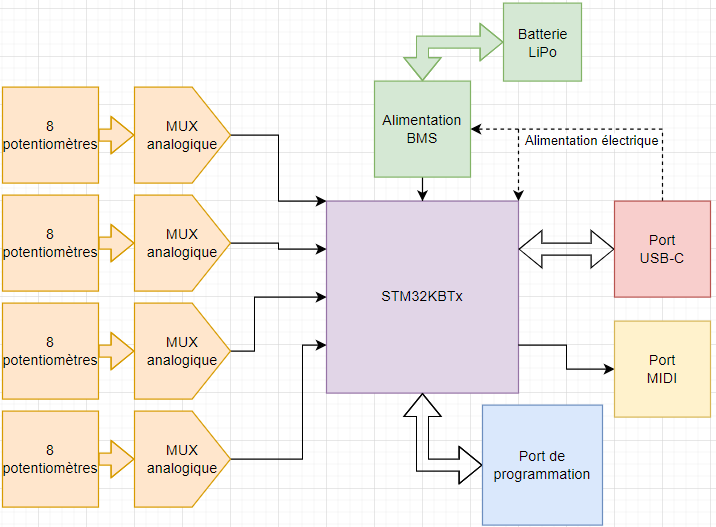 Batterie
LiPo
8
potentiomètres
MUX
analogique
Alimentation
BMS
Alimentation électrique
8
potentiomètres
MUX
analogique
STM32KBTx
Port
USB-C
8
potentiomètres
MUX
analogique
Port
MIDI
8
potentiomètres
MUX
analogique
Port de
programmation